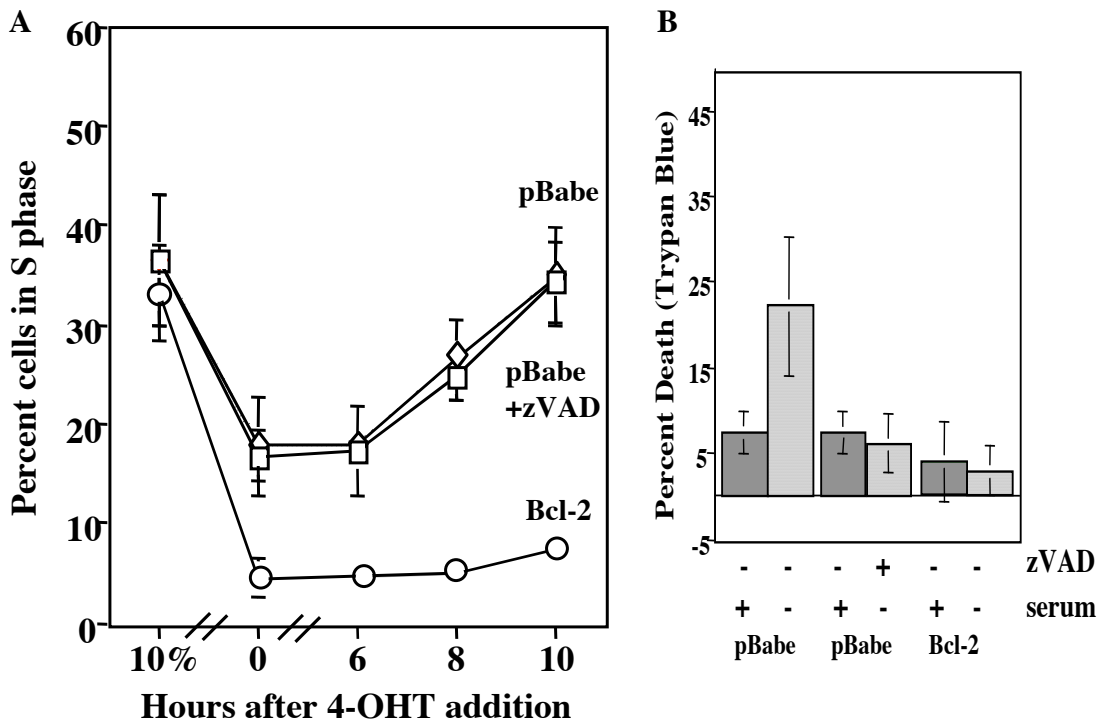 A
60
50
40
30
20
10
0
Percent cells in S phase
pBabe
pBabe
+zVAD
Bcl-2
10% 0 6 8 10
Hours after 4-OHT addition
B
45
35
25
15
5
-5
Percent Death (Trypan Blue)
- - - + - - zVAD
+ - + - + - serum
pBabe pBabe Bcl-2